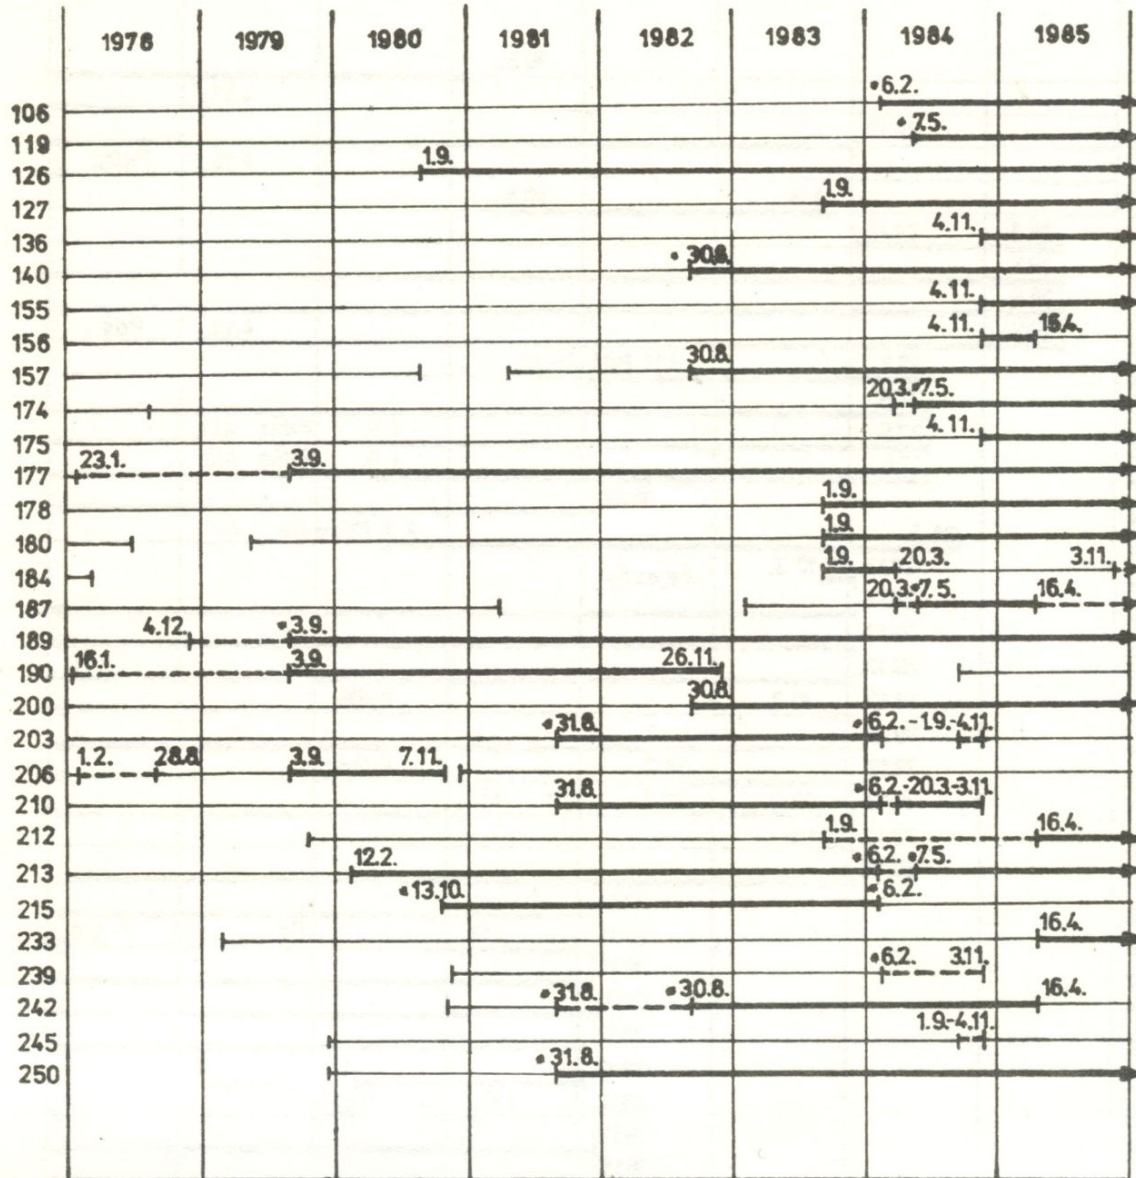 1978 1979 1980 1981 1982 1983 1984 1985
106 •6.2.
119 •7.5.
126 1.9.
127 1.9.
136 4.11.
140 •30.8.
155 4.11.
156 4.11. 16.4.
157 30.8.
174 20.3.•7.5.
175 4.11.
177 23.1. 3.9.
178 1.9.
180 1.9.
184 1.9. 20.3. 3.11.
187 20.3.•7.5. 16.4.
189 4.12. •3.9.
190 16.1. 3.9. 26.11.
200 30.8.
203 •31.8. •6.2.-1.9.-4.11.
206 1.2. 28.8. 3.9. 7.11.
210 31.8. •6.2.-20.3.-3.11.
212 1.9. 16.4.
213 12.2. •6.2. •7.5.
215 •13.10. •6.2.
233 16.4.
239 •6.2. 3.11.
242 •31.8. •30.8. 16.4.
245 1.9.-4.11.
250 •31.8.